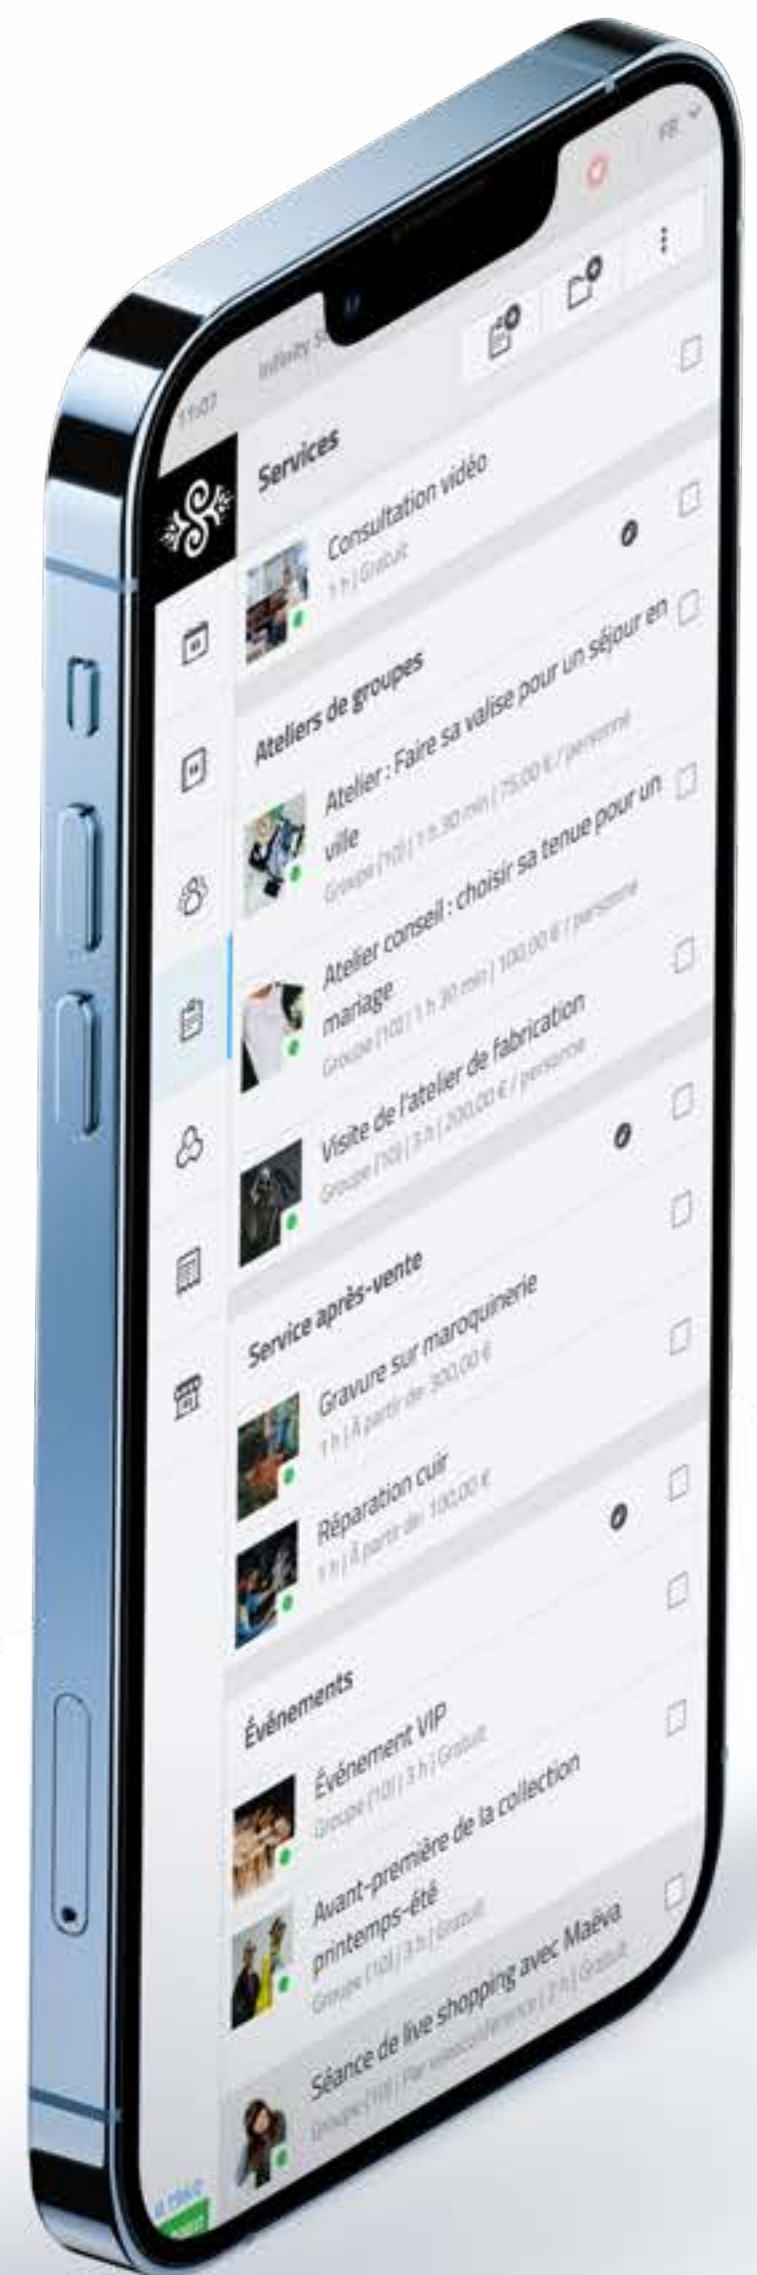 11:07
Infinity
FR
Services
Consultation vidéo
1 h | Gratuit
Ateliers de groupes
Atelier : Faire sa valise pour un séjour en
ville
Groupe (10) | 1 h 30 min | 75,00 € / personne
Atelier conseil : choisir sa tenue pour un
mariage
Groupe (10) | 1 h 30 min | 100,00 € / personne
Visite de l'atelier de fabrication
Groupe (10) | 3 h | 200,00 € / personne
Service après-vente
Gravure sur maroquinerie
1 h | À partir de: 300,00 €
Réparation cuir
1 h | À partir de: 100,00 €
Événements
Événement VIP
Groupe (10) | 3 h | Gratuit
Avant-première de la collection
printemps-été
Groupe (10) | 3 h | Gratuit
Séance de live shopping avec Maëva
Groupe (10) | Par téléconférence | 2 h | Gratuit